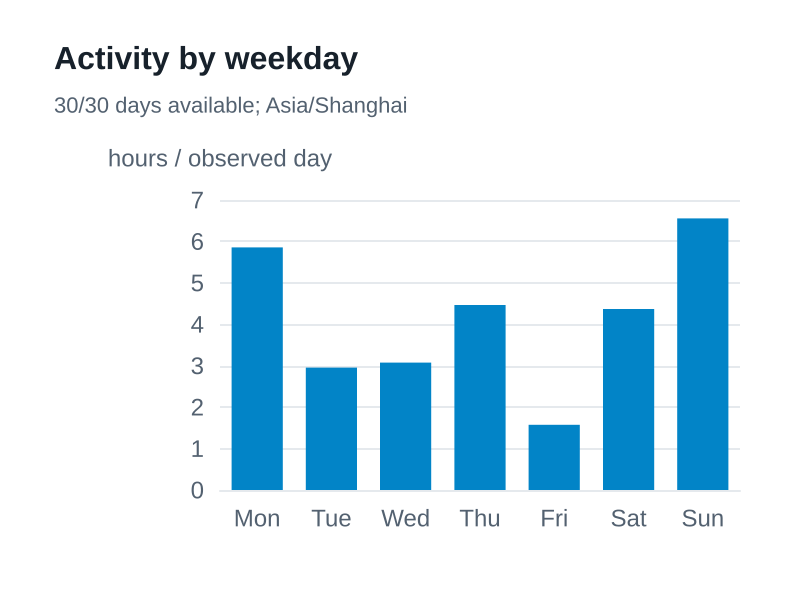 Activity by weekday
30/30 days available; Asia/Shanghai
hours / observed day
7
6
5
4
3
2
1
0
Mon Tue Wed Thu Fri Sat Sun